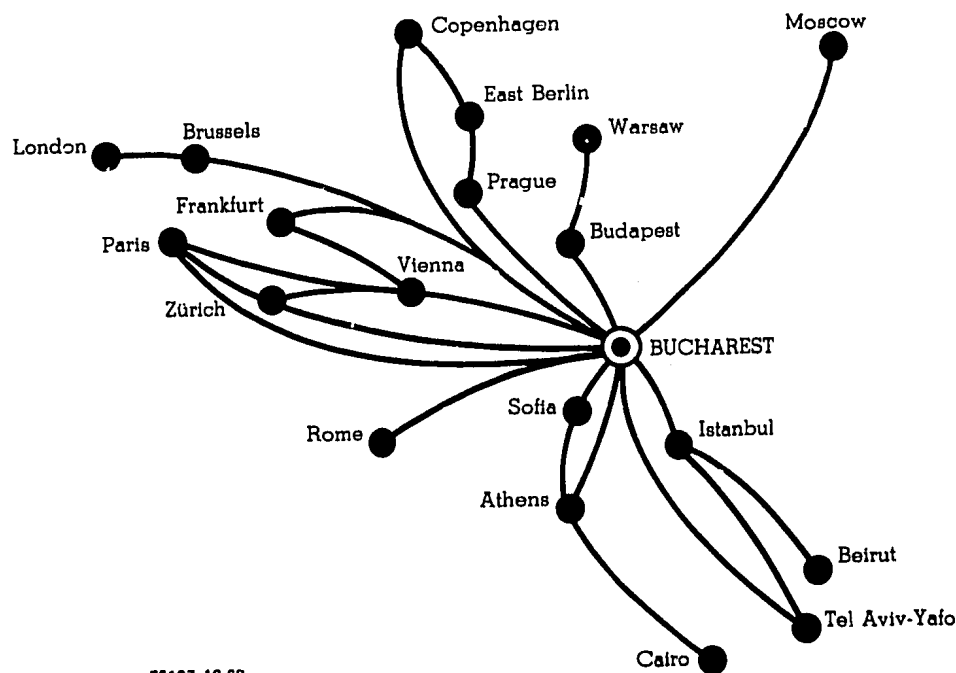 Copenhagen
Moscow
East Berlin
Warsaw
Brussels
London
Prague
Frankfurt
Budapest
Paris
Vienna
Zürich
BUCHAREST
Sofia
Istanbul
Rome
Athens
Beirut
Tel Aviv-Yafo
Cairo